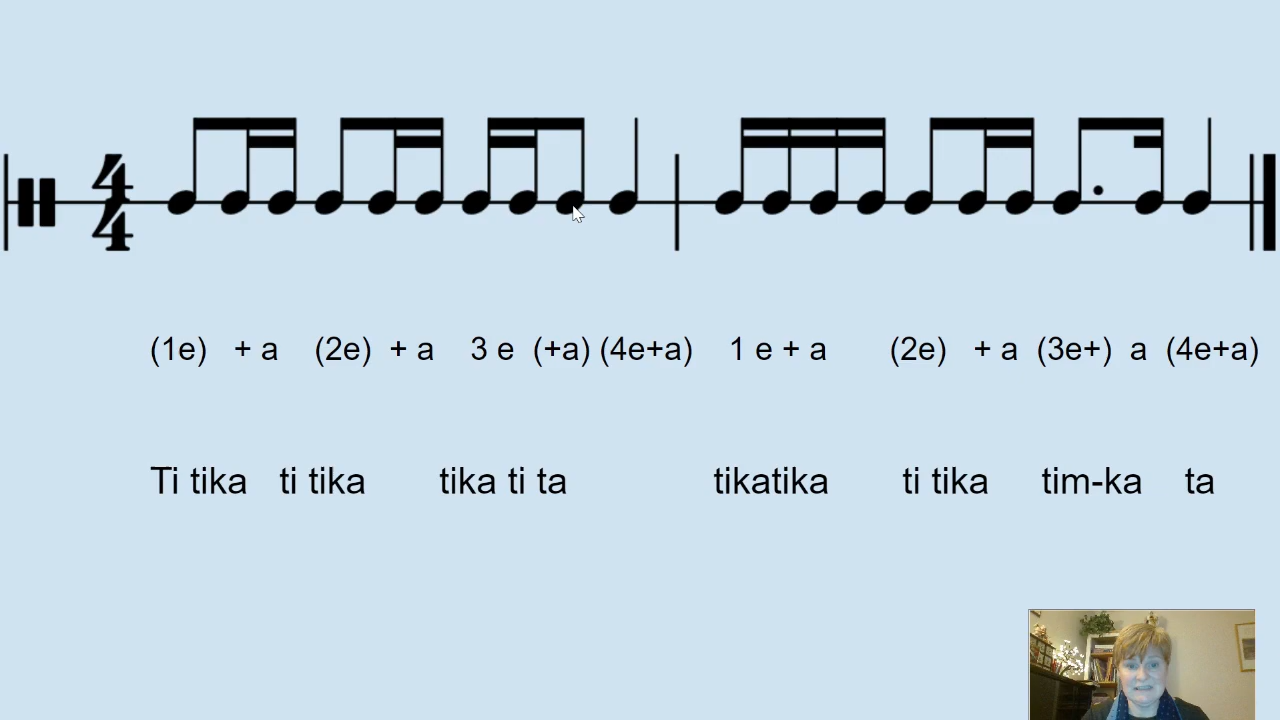 4
4
(1e) + a (2e) + a 3 e (+a) (4e+a) 1 e + a (2e) + a (3e+) a (4e+a)
Ti tika ti tika tika ti ta tikatika ti tika tim-ka ta